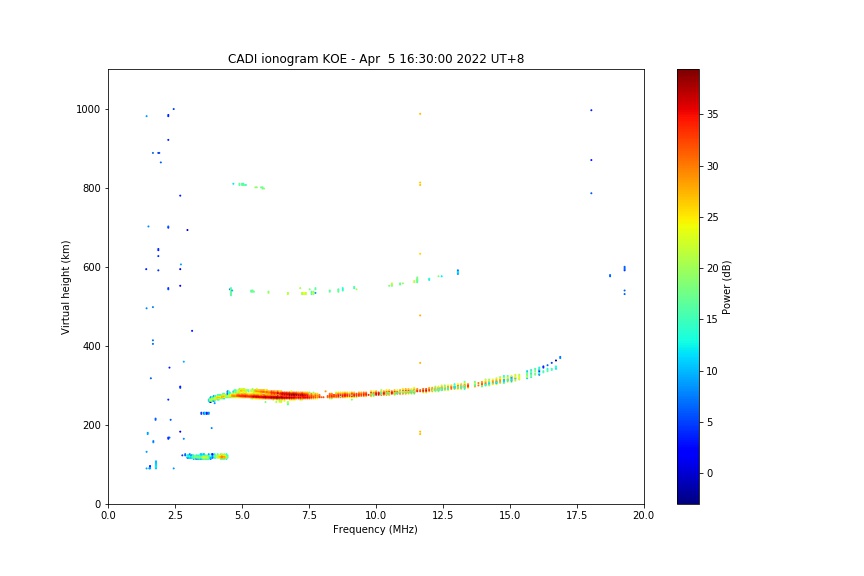 CADI ionogram KOE - Apr  5 16:30:00 2022 UT+8
1000
800
600
400
200
0
Virtual height (km)
0.0 2.5 5.0 7.5 10.0 12.5 15.0 17.5 20.0
Frequency (MHz)
35
30
25
20
15
10
5
0
Power (dB)